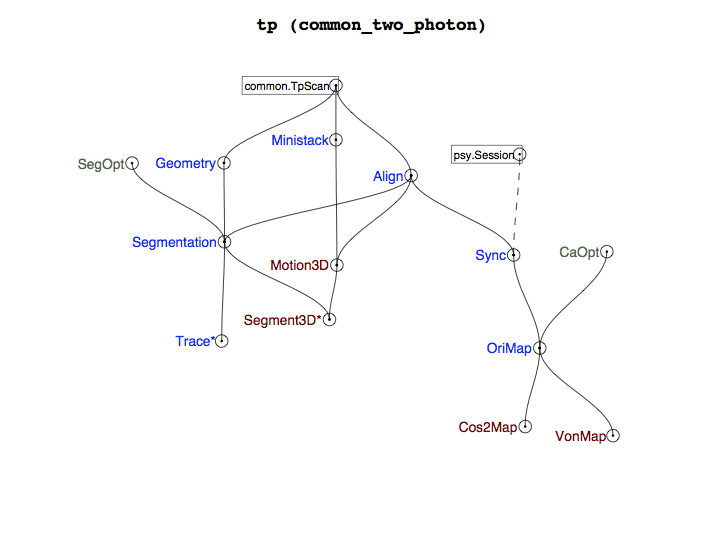 tp (common_two_photon)
common.TpScan
Ministack
psy.Session
SegOpt
Geometry
Align
Segmentation
Motion3D
Sync
CaOpt
Segment3D*
Trace*
OriMap
Cos2Map
VonMap